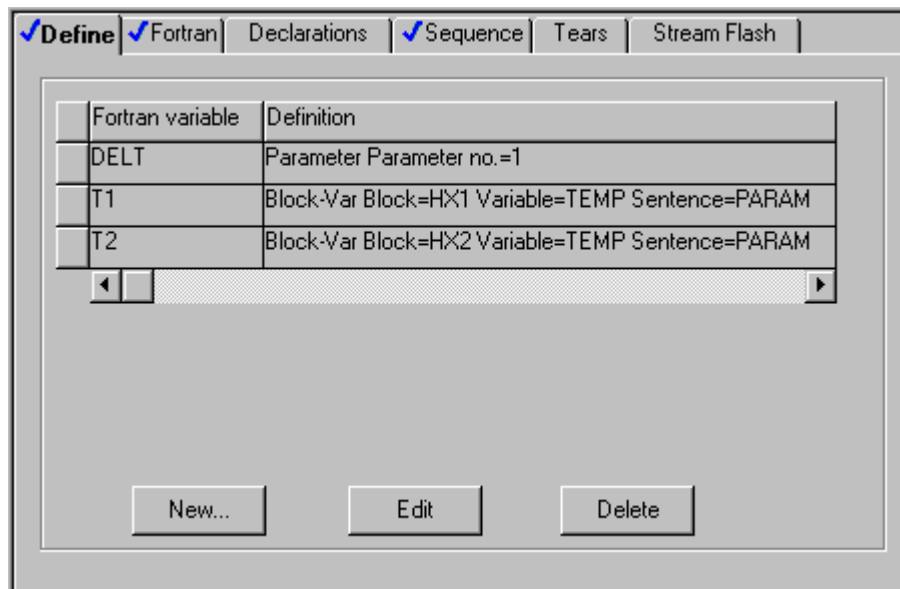 Define Fortran Declarations Sequence Tears Stream Flash
Fortran variable Definition
DELT Parameter Parameter no.=1
T1 Block-Var Block=HX1 Variable=TEMP Sentence=PARAM
T2 Block-Var Block=HX2 Variable=TEMP Sentence=PARAM
New... Edit Delete